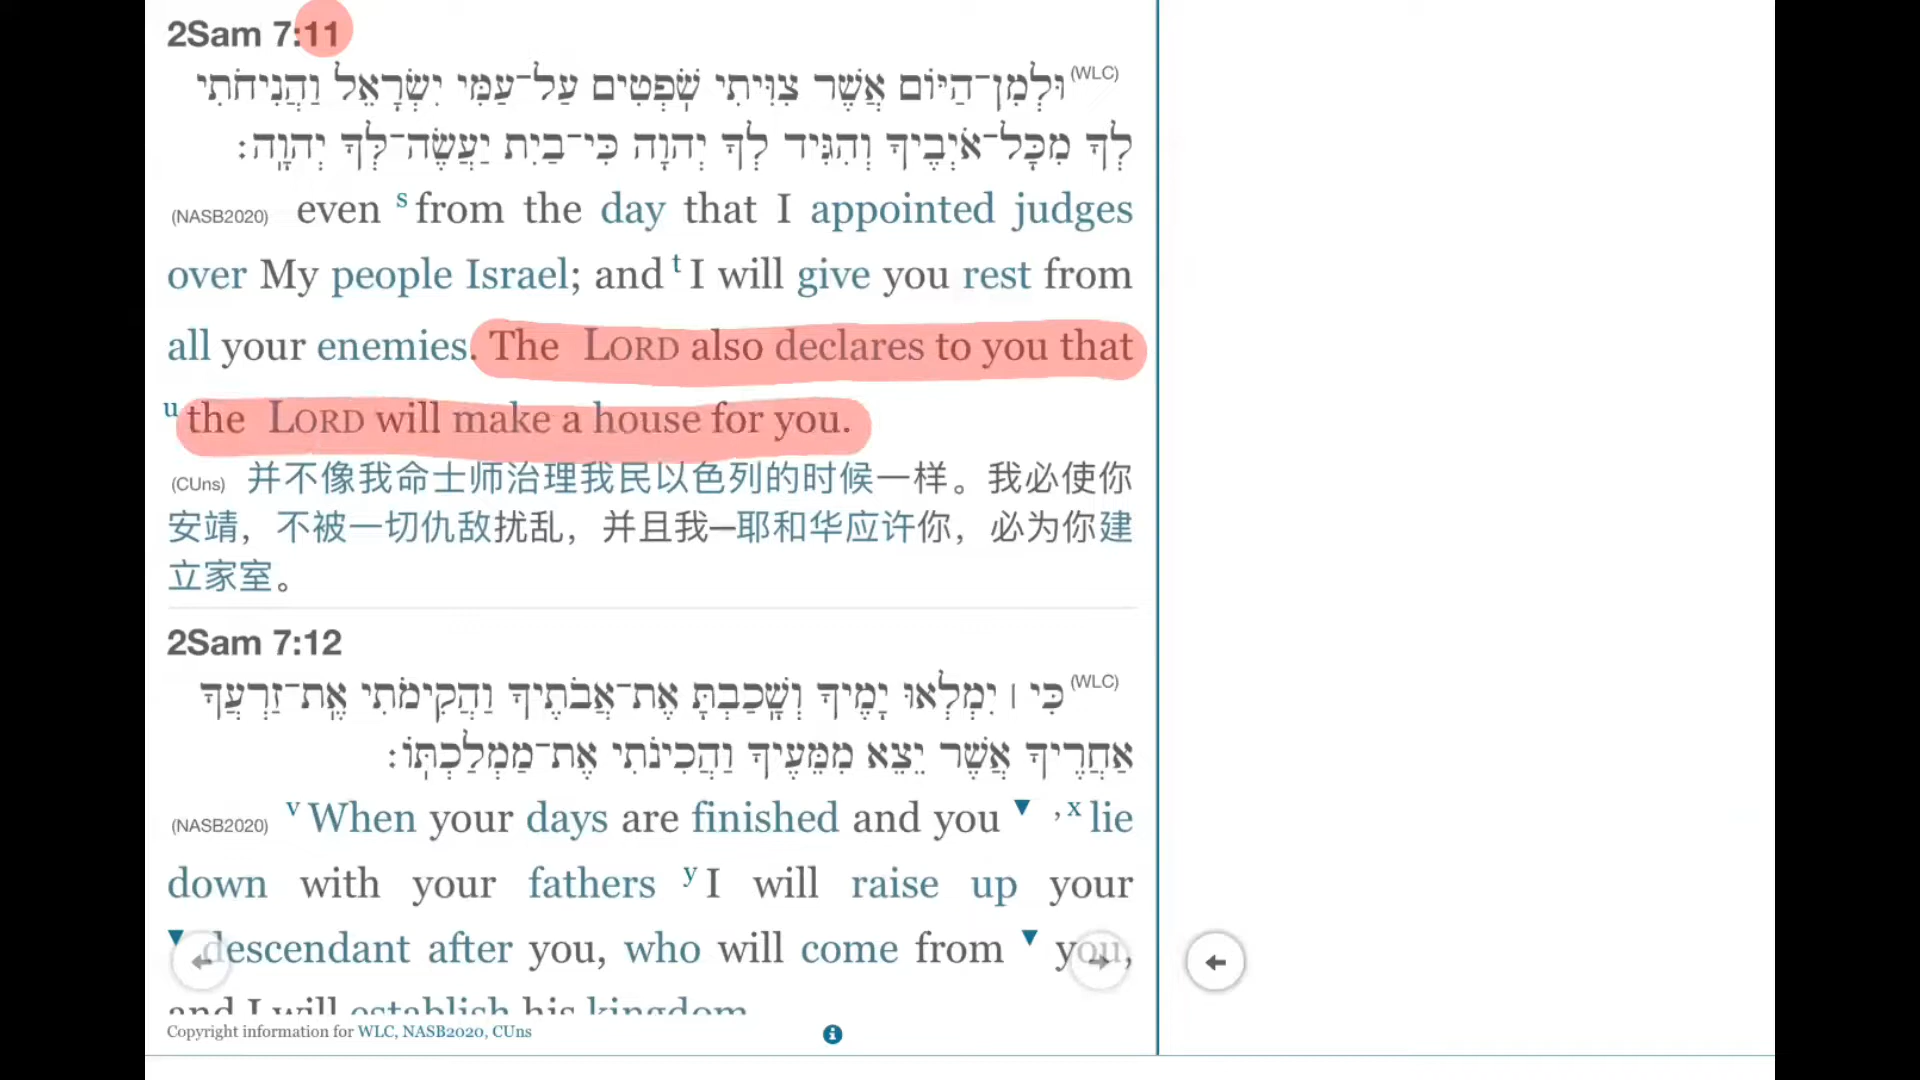 2Sam 7:11
(WLC) וּלְמִן־הַיּוֹם אֲשֶׁר צִוִּיתִי שֹׁפְטִים עַל־עַמִּי יִשְׂרָאֵל וַהֲנִיחֹתִי
לְךָ מִכָּל־אֹיְבֶיךָ וְהִגִּיד לְךָ יְהוָה כִּי־בַיִת יַעֲשֶׂה־לְּךָ יְהוָֽה׃
(NASB2020) even s from the day that I appointed judges
over My people Israel; and t I will give you rest from
all your enemies. The LORD also declares to you that
u the LORD will make a house for you.
(CUns) 并不像我命士师治理我民以色列的时候一样。我必使你
安靖，不被一切仇敌扰乱，并且我─耶和华应许你，必为你建
立家室。
2Sam 7:12
(WLC) כִּי ׀ יִמְלְאוּ יָמֶיךָ וְשָֽׁכַבְתָּ אֶת־אֲבֹתֶיךָ וַהֲקִימֹתִי אֶֽת־זַרְעֲךָ
אַחֲרֶיךָ אֲשֶׁר יֵצֵא מִמֵּעֶיךָ וַהֲכִינֹתִי אֶת־מַמְלַכְתּֽוֹ׃
(NASB2020) v When your days are finished and you ▼ , x lie
down with your fathers y I will raise up your
▼ descendant after you, who will come from ▼ you,
and I will establish his kingdom
Copyright information for WLC, NASB2020, CUns